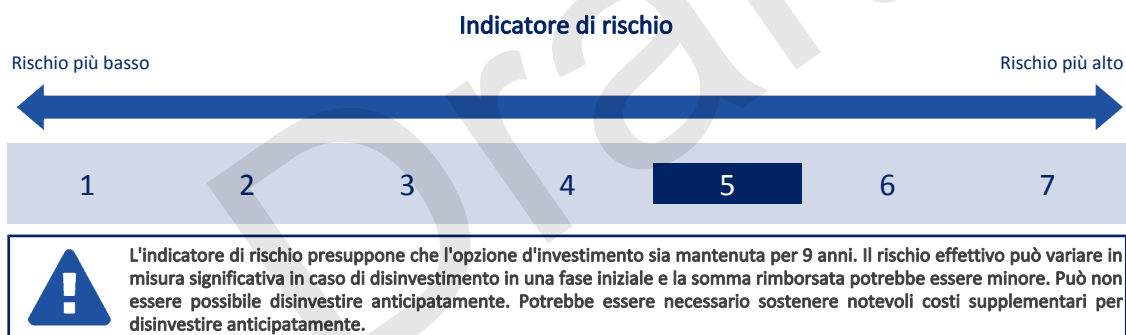 Indicatore di rischio
Rischio più basso
Rischio più alto
1 2 3 4 5 6 7
L'indicatore di rischio presuppone che l'opzione d'investimento sia mantenuta per 9 anni. Il rischio effettivo può variare in
misura significativa in caso di disinvestimento in una fase iniziale e la somma rimborsata potrebbe essere minore. Può non
essere possibile disinvestire anticipatamente. Potrebbe essere necessario sostenere notevoli costi supplementari per
disinvestire anticipatamente.